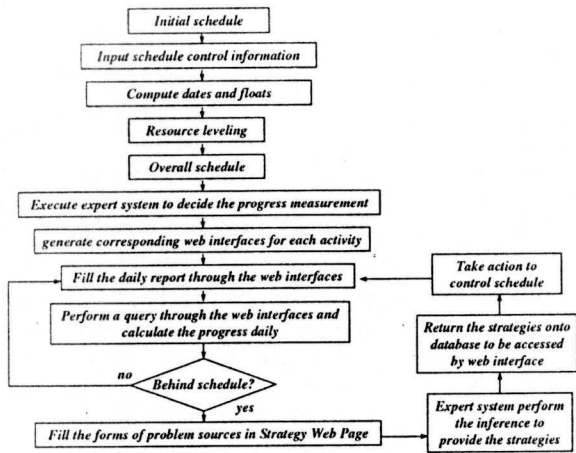 Initial schedule
Input schedule control information
Compute dates and floats
Resource leveling
Overall schedule
Execute expert system to decide the progress measurement
generate corresponding web interfaces for each activity
Fill the daily report through the web interfaces
Perform a query through the web interfaces and
calculate the progress daily
no
Behind schedule?
yes
Fill the forms of problem sources in Strategy Web Page
Take action to
control schedule
Return the strategies onto
database to be accessed
by web interface
Expert system perform
the inference to
provide the strategies